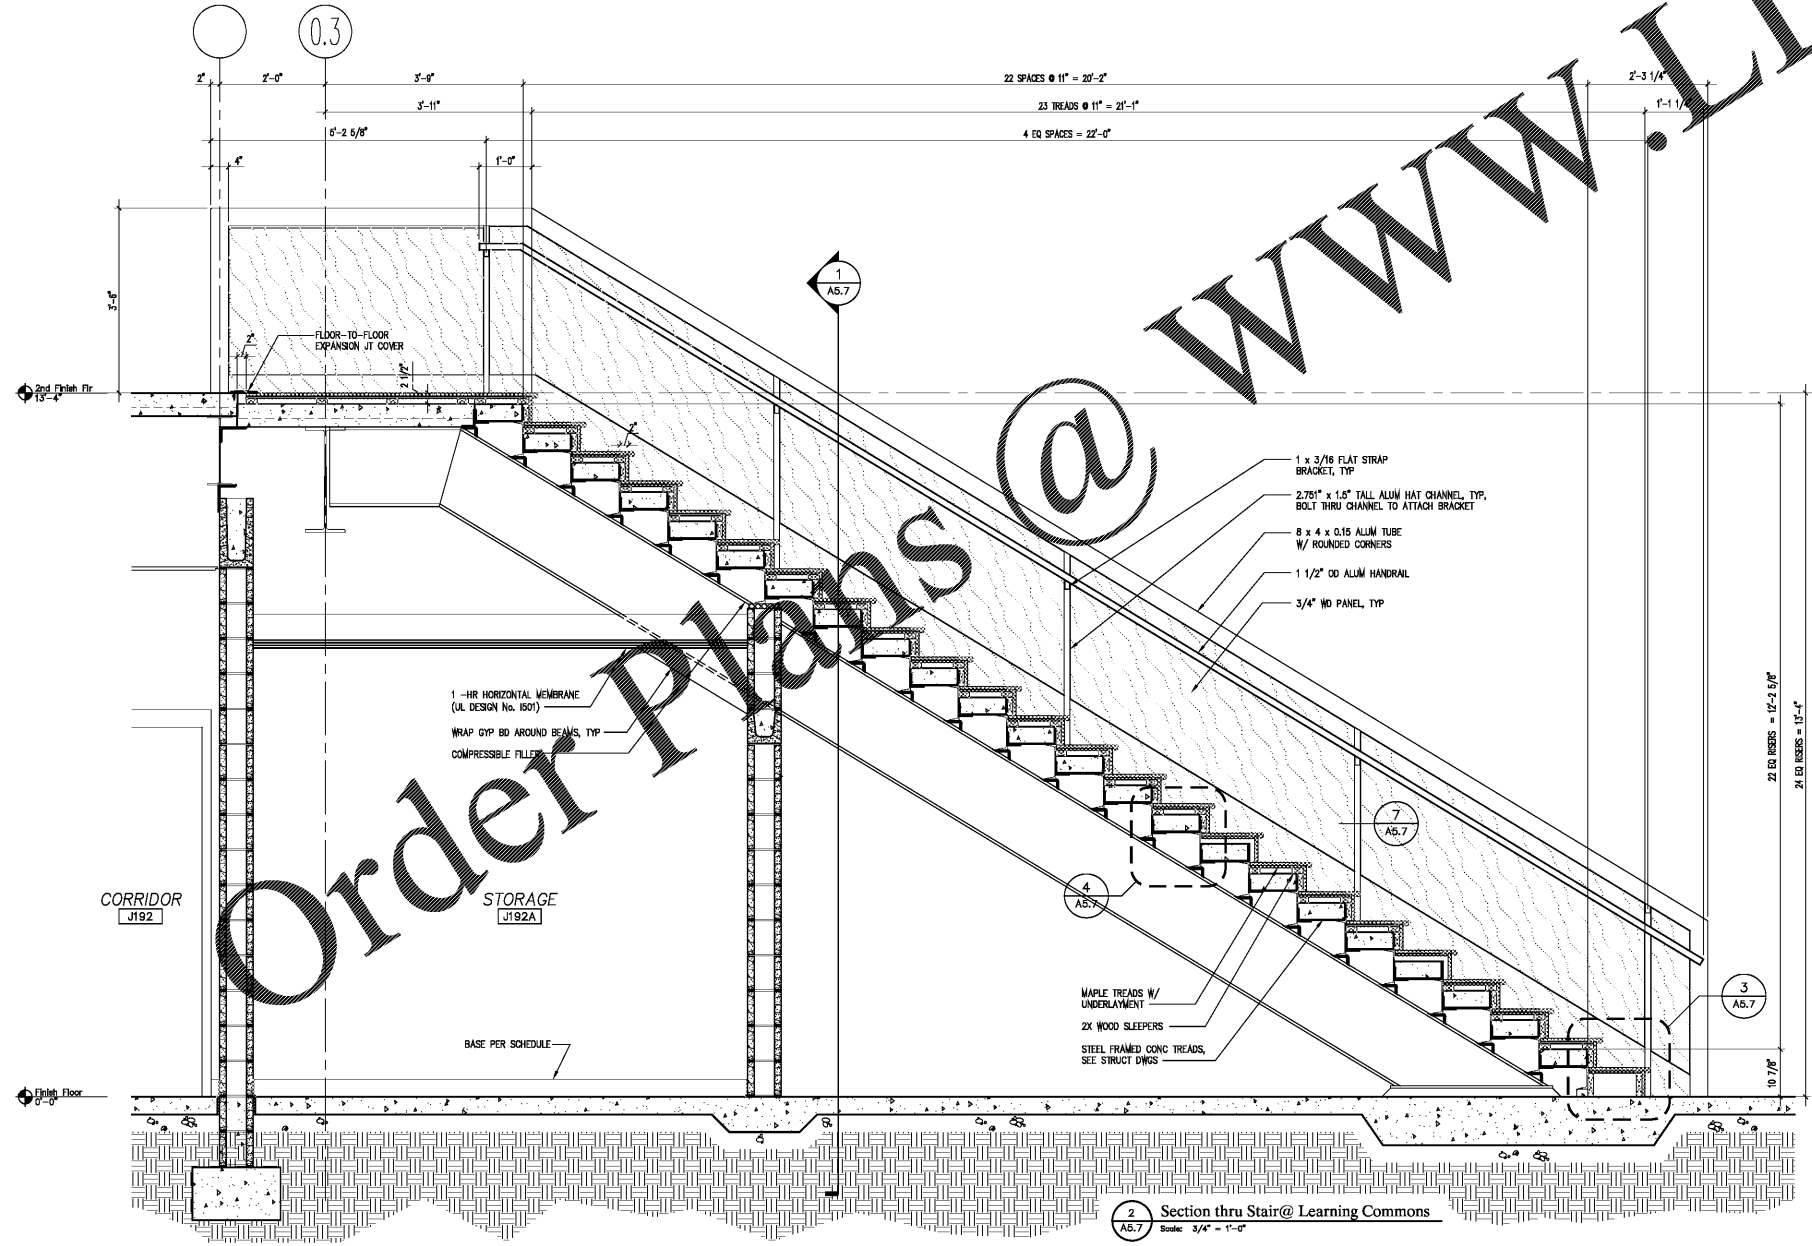 0.3
2"
2'-0"
3'-9"
22 SPACES @ 11" = 20'-2"
2'-3 1/4"
3'-11"
23 TREADS @ 11" = 21'-1"
5'-2 5/8"
4 EQ SPACES = 22'-0"
4"
1'-0"
3'-6"
1
A5.7
FLOOR-TO-FLOOR
EXPANSION JT COVER
2"
2 1/2"
2nd Finish Flr
13'-4"
2"
1 x 3/16 FLAT STRAP
BRACKET, TYP
2.751" x 1.5" TALL ALUM HAT CHANNEL, TYP,
BOLT THRU CHANNEL TO ATTACH BRACKET
8 x 4 x 0.15 ALUM TUBE
W/ ROUNDED CORNERS
1 1/2" OD ALUM HANDRAIL
3/4" WD PANEL, TYP
1 -HR HORIZONTAL MEMBRANE
(UL DESIGN No. I501)
WRAP GYP BD AROUND BEAMS, TYP
COMPRESSIBLE FILLER
22 EQ RISERS = 12'-2 5/8"
24 EQ RISERS = 13'-4"
7
A5.7
4
A5.7
CORRIDOR
J192
STORAGE
J192A
MAPLE TREADS W/
UNDERLAYMENT
2X WOOD SLEEPERS
STEEL FRAMED CONC TREADS,
SEE STRUCT DWGS
3
A5.7
BASE PER SCHEDULE
10 7/8"
Finish Floor
0'-0"
2
A5.7
Section thru Stair@ Learning Commons
Scale: 3/4" = 1'-0"
Order Plans @ www.